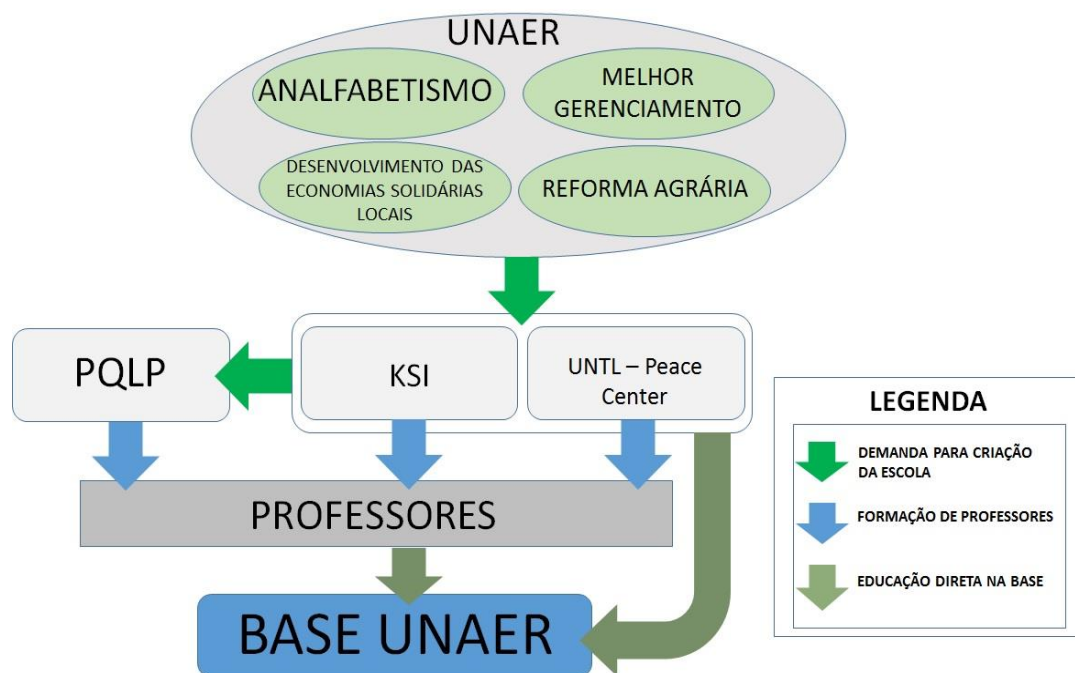 UNAER
ANALFABETISMO
MELHOR
GERENCIAMENTO
DESENVOLVIMENTO DAS
ECONOMIAS SOLIDÁRIAS
LOCAIS
REFORMA AGRÁRIA
PQLP
KSI
UNTL – Peace
Center
PROFESSORES
BASE UNAER
LEGENDA
DEMANDA PARA CRIAÇÃO
DA ESCOLA
FORMAÇÃO DE PROFESSORES
EDUCAÇÃO DIRETA NA BASE